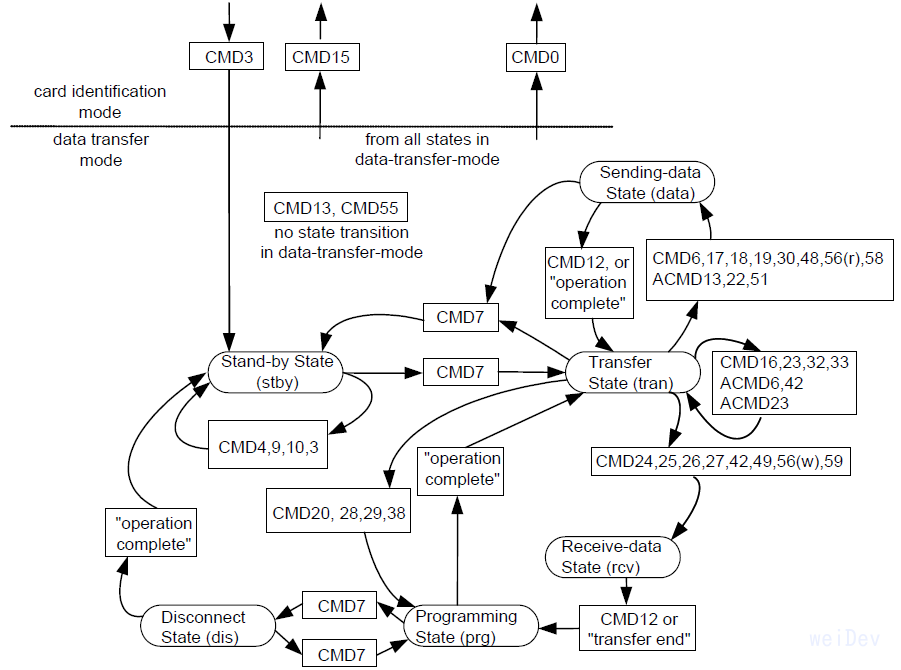 CMD3
CMD15
CMD0
card identification
mode
data transfer
mode
from all states in
data-transfer-mode
Sending-data
State (data)
CMD13, CMD55
no state transition
in data-transfer-mode
CMD12, or
"operation
complete"
CMD6,17,18,19,30,48,56(r),58
ACMD13,22,51
CMD7
Stand-by State
(stby)
CMD7
Transfer
State (tran)
CMD16,23,32,33
ACMD6,42
ACMD23
CMD4,9,10,3
"operation
complete"
CMD24,25,26,27,42,49,56(w),59
CMD20, 28,29,38
"operation
complete"
Receive-data
State (rcv)
Disconnect
State (dis)
CMD7
CMD7
Programming
State (prg)
CMD12 or
"transfer end"
weiDev